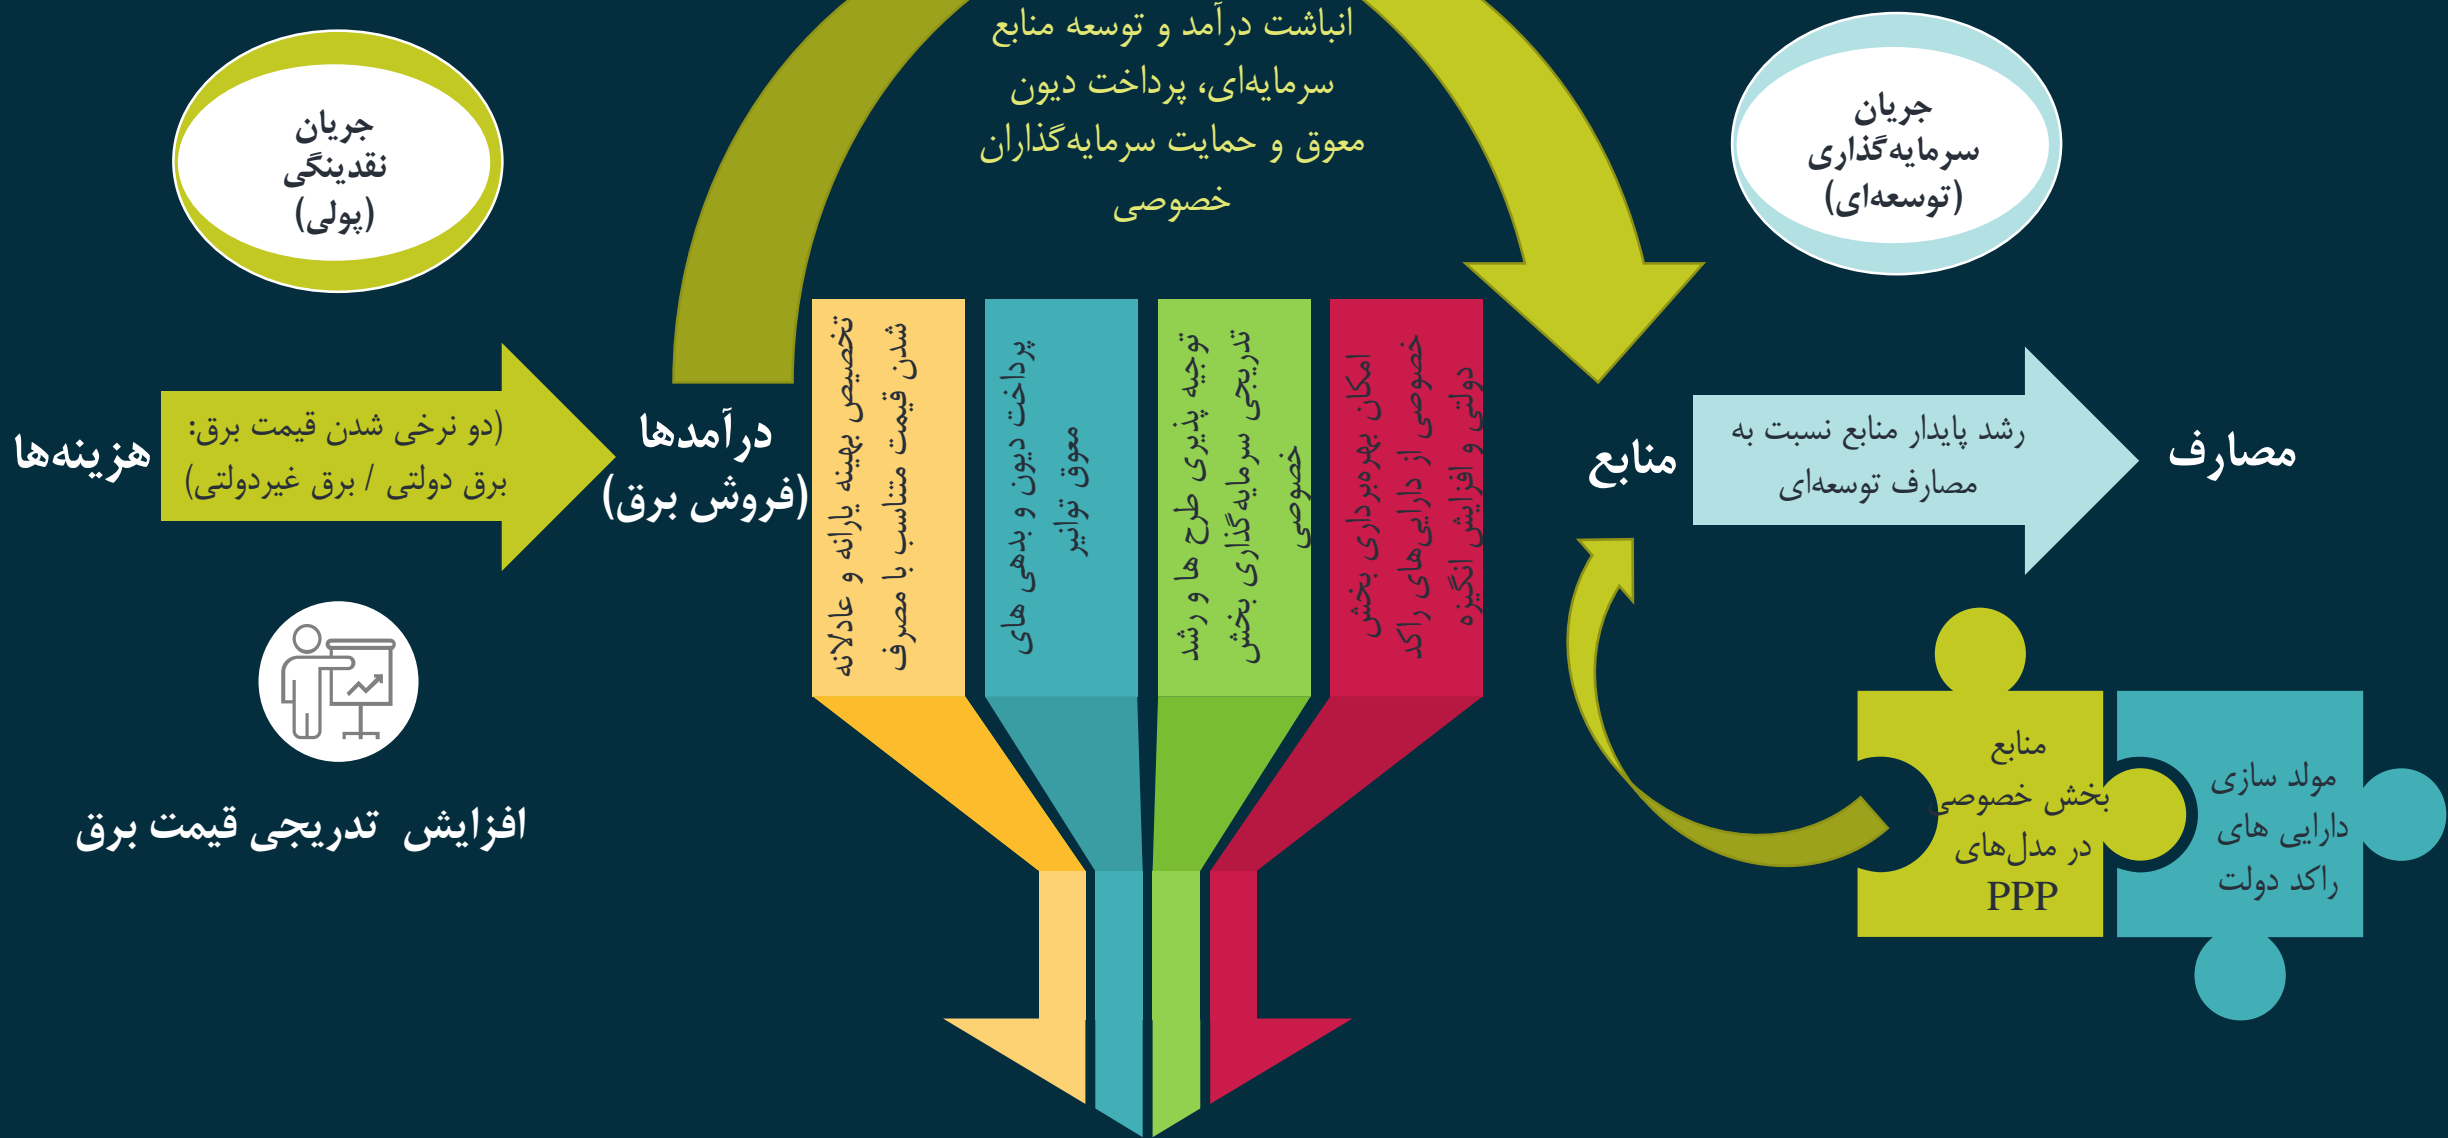 انباشت درآمد و توسعه منابع
سرمایه‌ای، پرداخت دیون
معوق و حمایت سرمایه‌گذاران
خصوصی
جریان
سرمایه‌گذاری
(توسعه‌ای)
جریان
نقدینگی
(پولی)
هزینه‌ها
(دو نرخی شدن قیمت برق:
برق دولتی / برق غیردولتی)
درآمدها
(فروش برق)
تخصیص بهینه یارانه و عادلانه
شدن قیمت متناسب با مصرف
پرداخت دیون و بدهی های
معوق توانیر
توجیه پذیری طرح ها و رشد
تدریجی سرمایه‌گذاری بخش
خصوصی
امکان بهره‌برداری بخش
خصوصی از دارایی‌های راکد
دولتی و افزایش انگیزه
منابع
رشد پایدار منابع نسبت به
مصارف توسعه‌ای
مصارف
افزایش تدریجی قیمت برق
منابع
بخش خصوصی
در مدل‌های
PPP
مولد سازی
دارایی های
راکد دولت